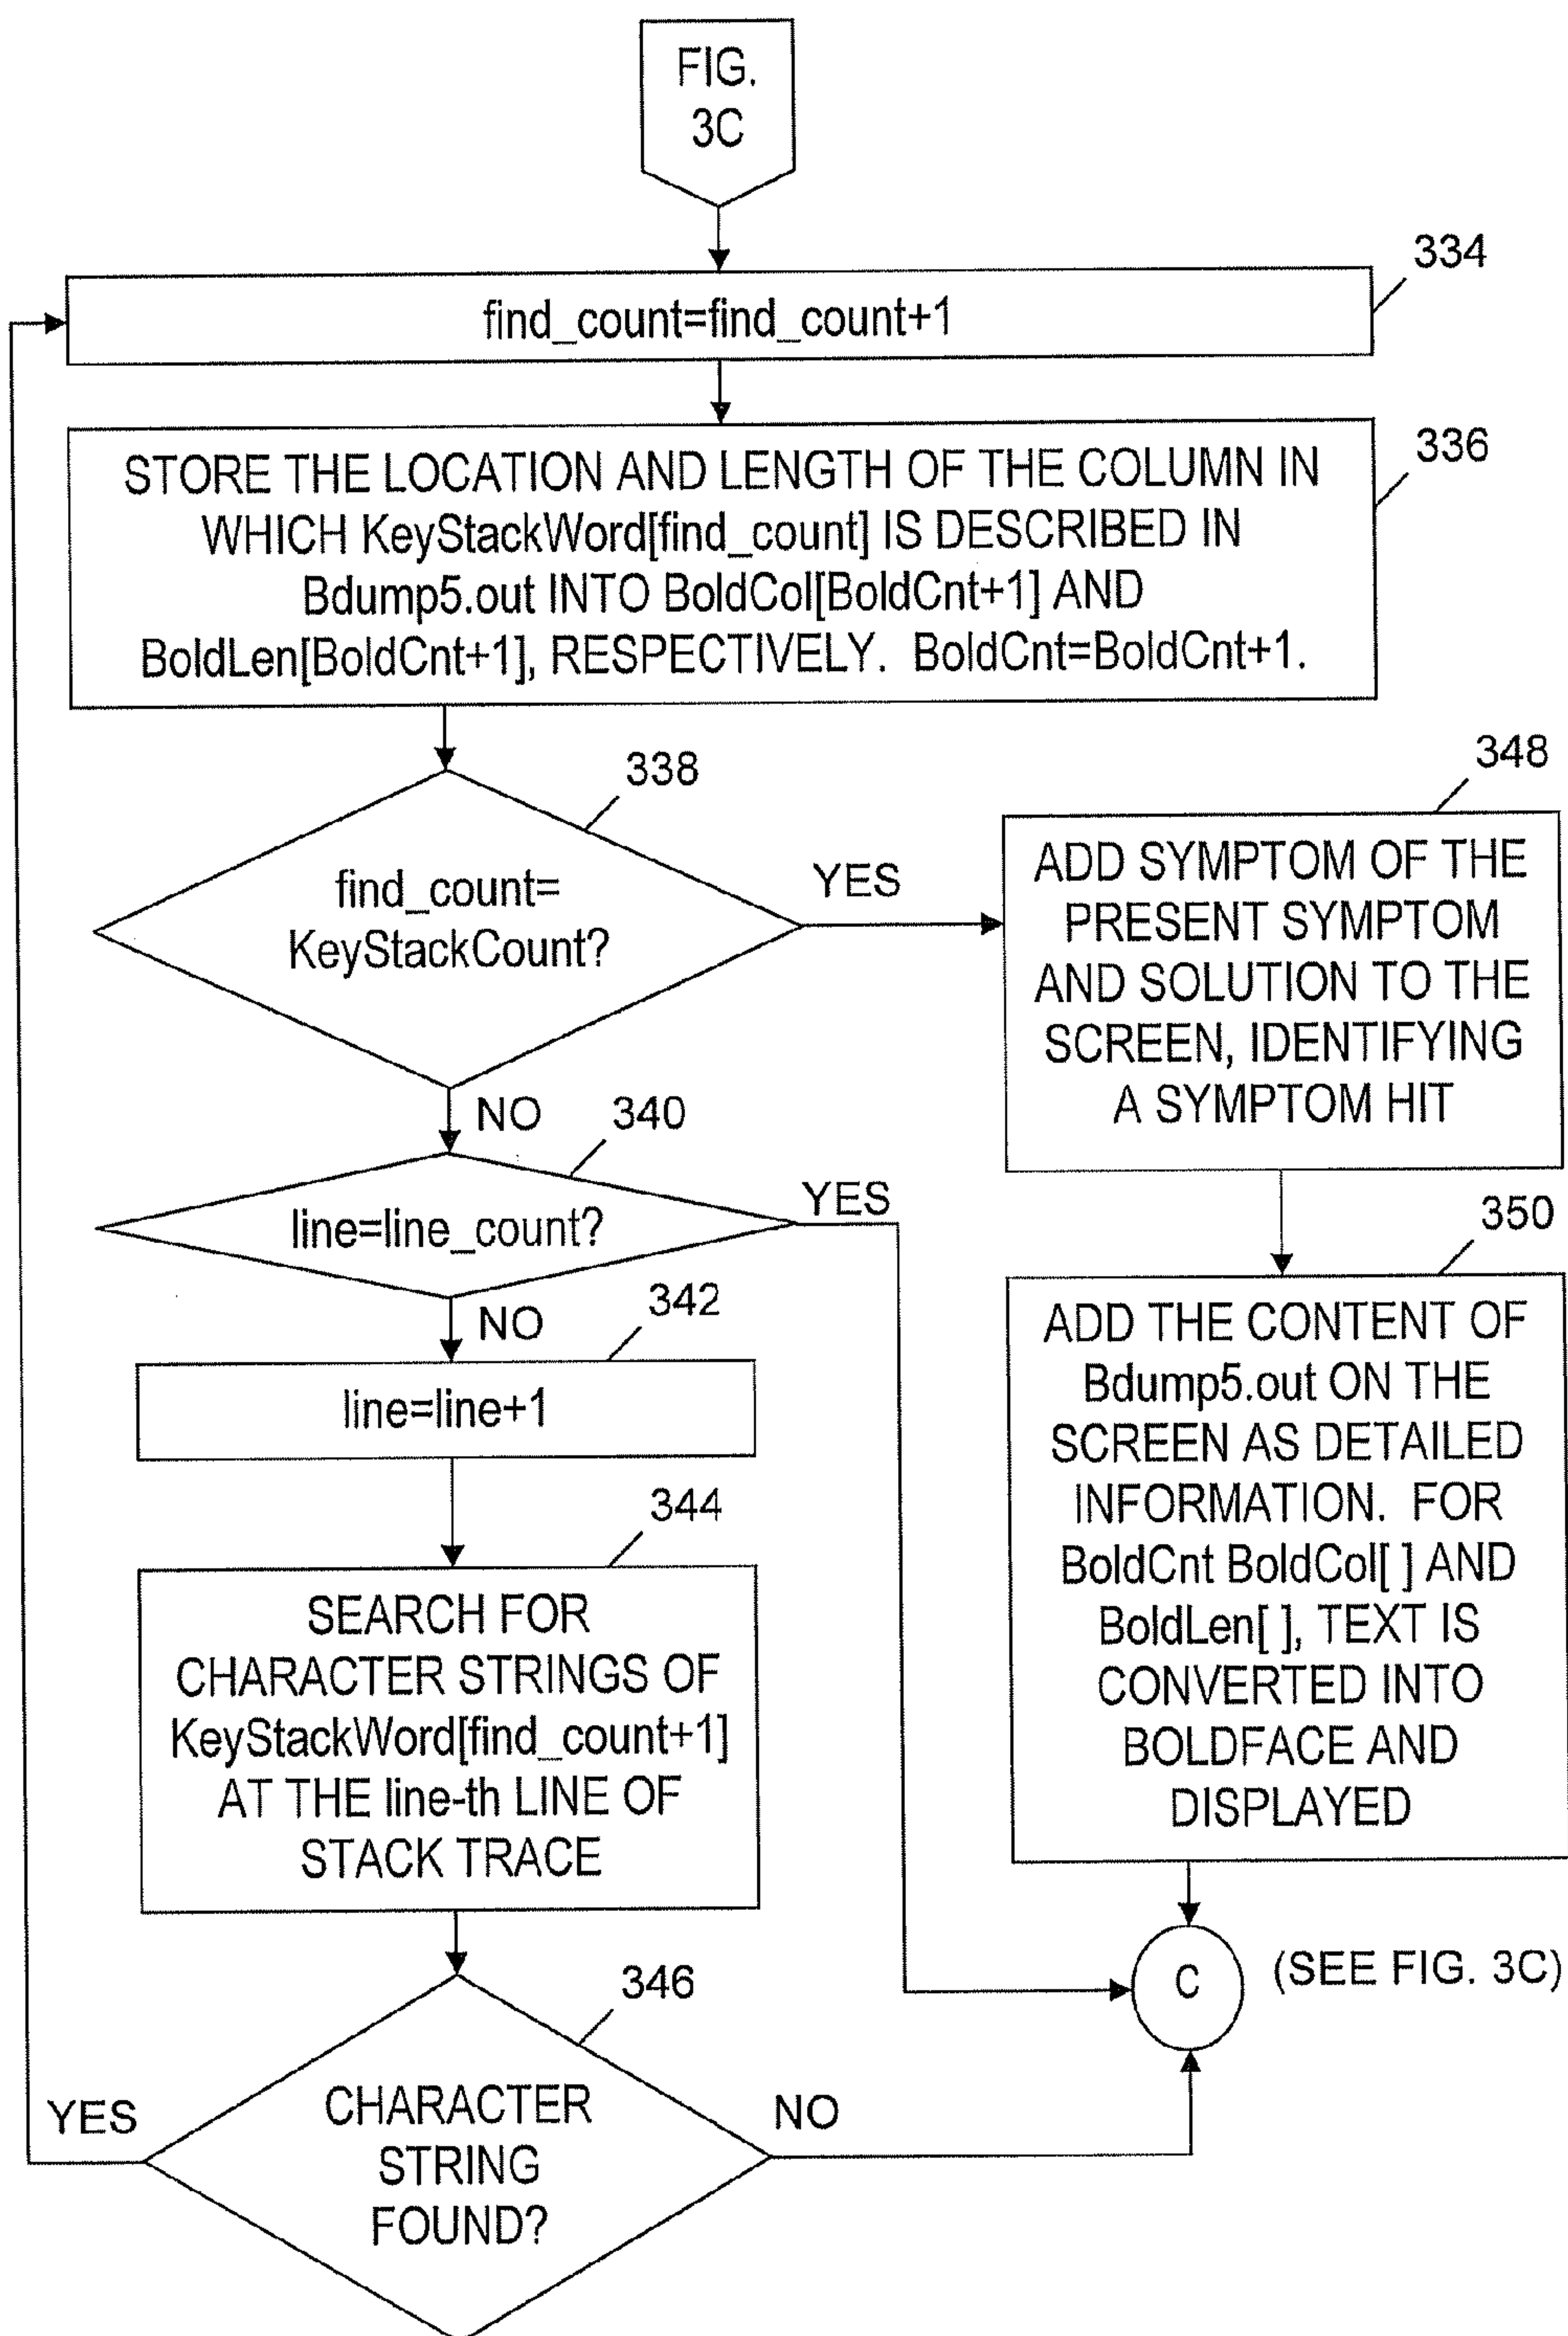 FIG.
3C
334
find_count=find_count+1
336
STORE THE LOCATION AND LENGTH OF THE COLUMN IN
WHICH KeyStackWord[find_count] IS DESCRIBED IN
Bdump5.out INTO BoldCol[BoldCnt+1] AND
BoldLen[BoldCnt+1], RESPECTIVELY. BoldCnt=BoldCnt+1.
338
find_count=
KeyStackCount?
YES
NO
348
ADD SYMPTOM OF THE
PRESENT SYMPTOM
AND SOLUTION TO THE
SCREEN, IDENTIFYING
A SYMPTOM HIT
340
line=line_count?
YES
NO
350
ADD THE CONTENT OF
Bdump5.out ON THE
SCREEN AS DETAILED
INFORMATION. FOR
BoldCnt BoldCol[ ] AND
BoldLen[ ], TEXT IS
CONVERTED INTO
BOLDFACE AND
DISPLAYED
342
line=line+1
344
SEARCH FOR
CHARACTER STRINGS OF
KeyStackWord[find_count+1]
AT THE line-th LINE OF
STACK TRACE
C
(SEE FIG. 3C)
346
CHARACTER
STRING
FOUND?
YES
NO